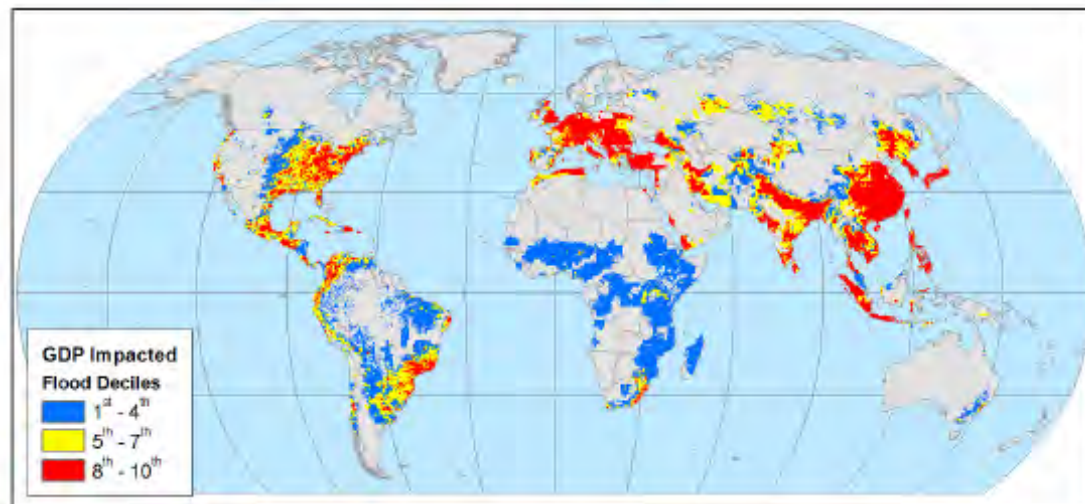 GDP Impacted
Flood Deciles
1st - 4th
5th - 7th
8th - 10th